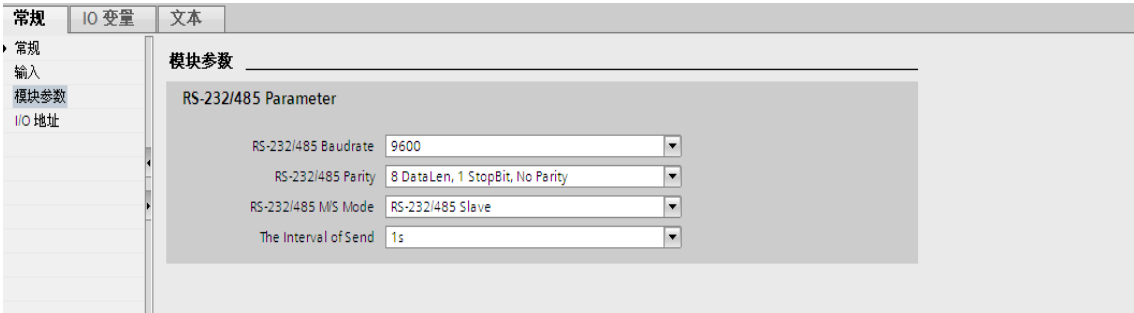 常规 IO 变量 文本
常规
输入
模块参数
I/O 地址
模块参数
RS-232/485 Parameter
RS-232/485 Baudrate 9600
RS-232/485 Parity 8 DataLen, 1 StopBit, No Parity
RS-232/485 M/S Mode RS-232/485 Slave
The Interval of Send 1s